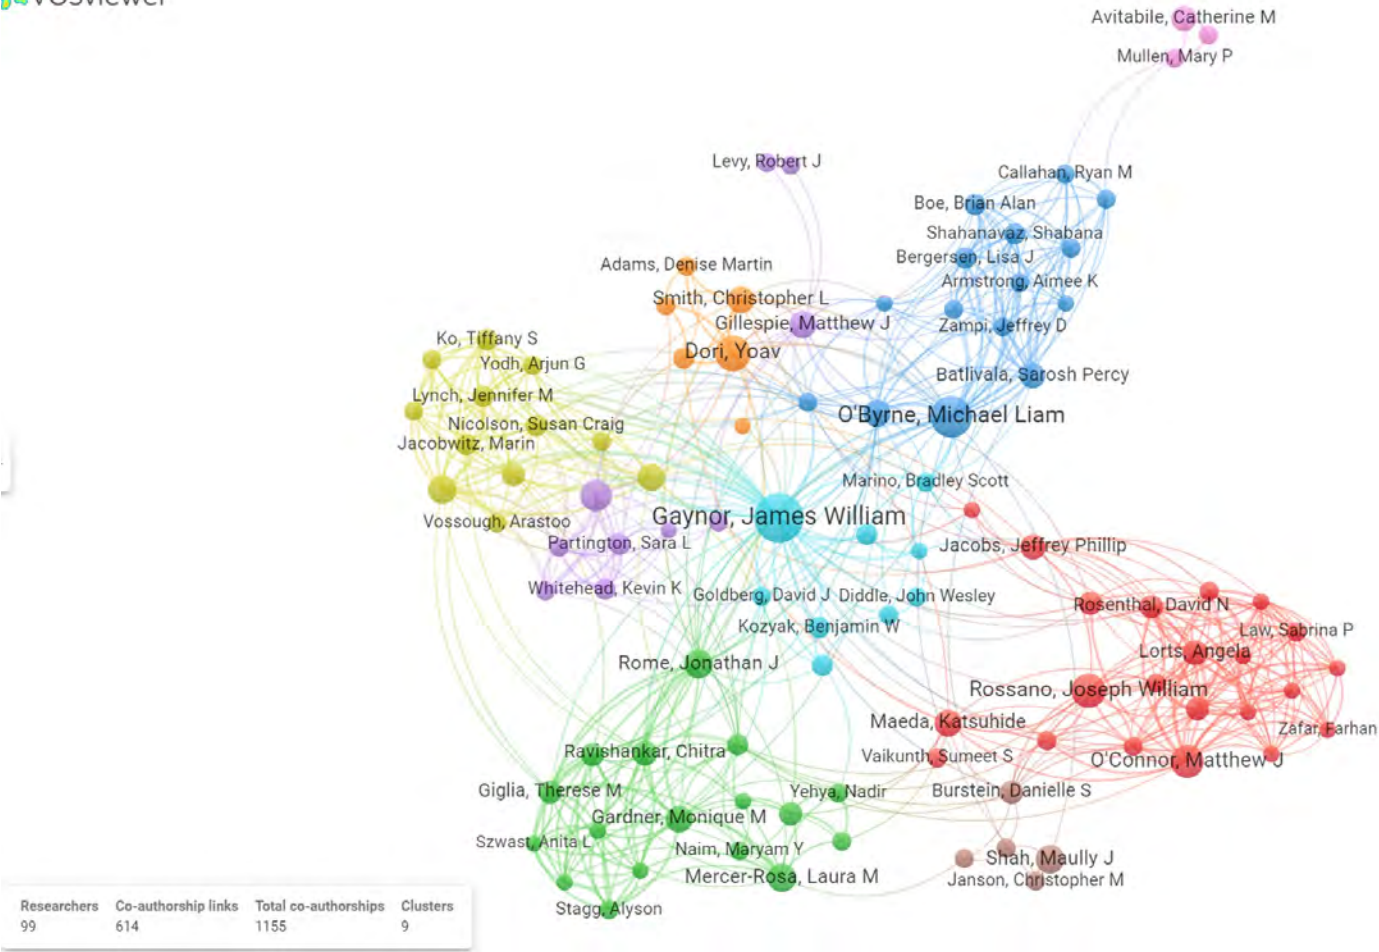 VOSviewer
Avitabile, Catherine M
Mullen, Mary P
Levy, Robert J
Callahan, Ryan M
Boe, Brian Alan
Shahanavaz, Shabana
Bergersen, Lisa J
Adams, Denise Martin
Armstrong, Aimee K
Smith, Christopher L
Gillespie, Matthew J
Zampi, Jeffrey D
Ko, Tiffany S
Dori, Yoav
Yodh, Arjun G
Batlivala, Sarosh Percy
Lynch, Jennifer M
O'Byrne, Michael Liam
Nicolson, Susan Craig
Jacobwitz, Marin
Marino, Bradley Scott
Gaynor, James William
Vossough, Arastoo
Partington, Sara L
Jacobs, Jeffrey Phillip
Whitehead, Kevin K
Goldberg, David J
Diddle, John Wesley
Rosenthal, David N
Kozyak, Benjamin W
Law, Sabrina P
Lorts, Angela
Rome, Jonathan J
Rossano, Joseph William
Maeda, Katsuhide
Zafar, Farhan
Ravishankar, Chitra
Vaikunth, Sumeet S
O'Connor, Matthew J
Giglia, Therese M
Yehya, Nadir
Burstein, Danielle S
Gardner, Monique M
Szwast, Anita L
Naim, Maryam Y
Shah, Maully J
Mercer-Rosa, Laura M
Janson, Christopher M
Stagg, Alyson
Researchers Co-authorship links Total co-authorships Clusters
99 614 1155 9